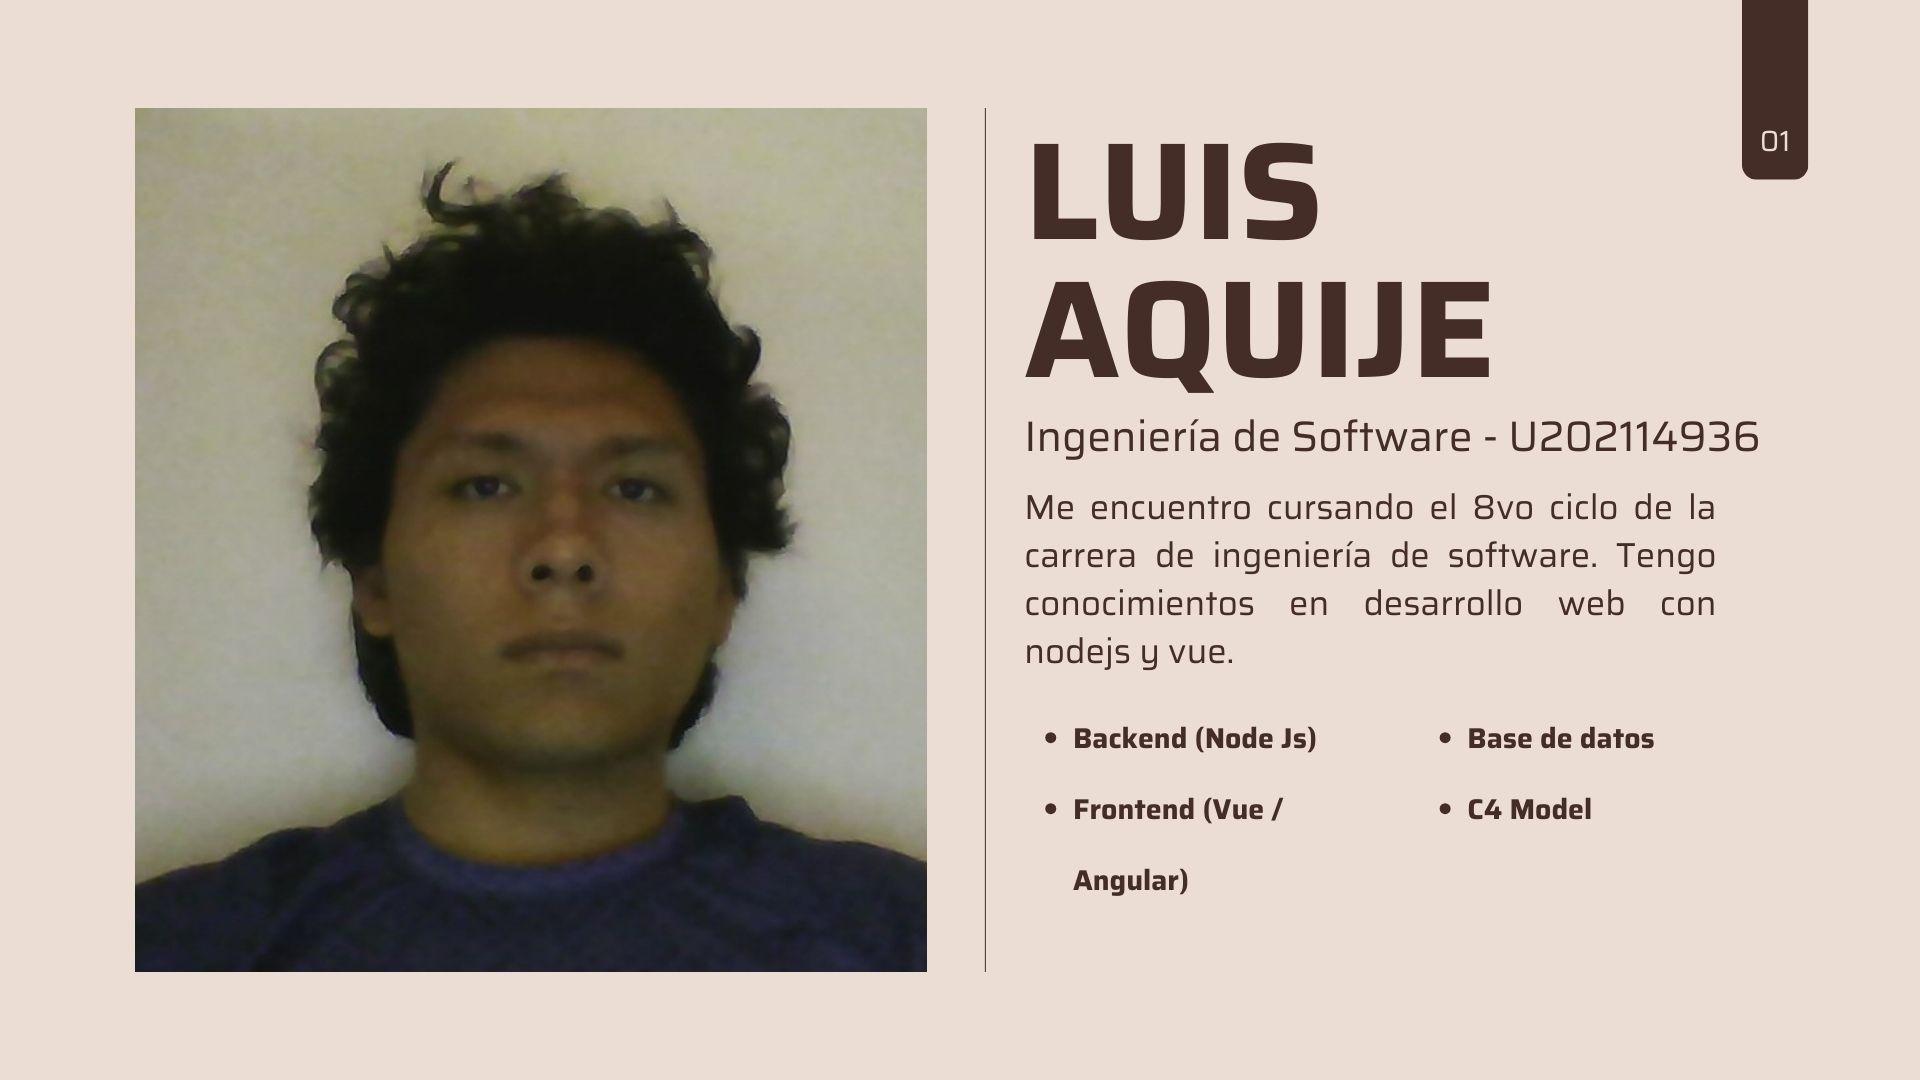 01
LUIS
AQUIJE
Ingeniería de Software - U202114936
Me encuentro cursando el 8vo ciclo de la
carrera de ingeniería de software. Tengo
conocimientos en desarrollo web con
nodejs y vue.
• Backend (Node Js)
• Frontend (Vue /
Angular)
• Base de datos
• C4 Model